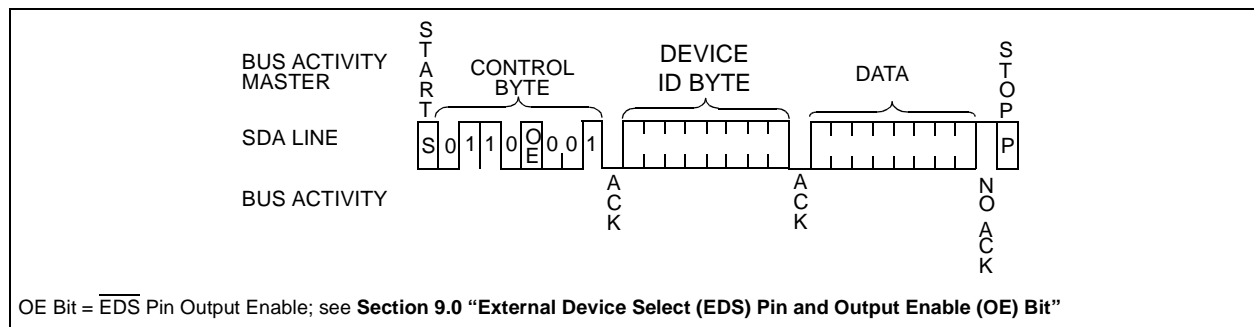 BUS ACTIVITY
MASTER
START
CONTROL
BYTE
DEVICE
ID BYTE
DATA
STOP
SDA LINE
S 0 1 1 0 OE 0 0 1 P
BUS ACTIVITY
ACK
ACK
NO ACK
OE Bit = EDS Pin Output Enable; see Section 9.0 “External Device Select (EDS) Pin and Output Enable (OE) Bit”